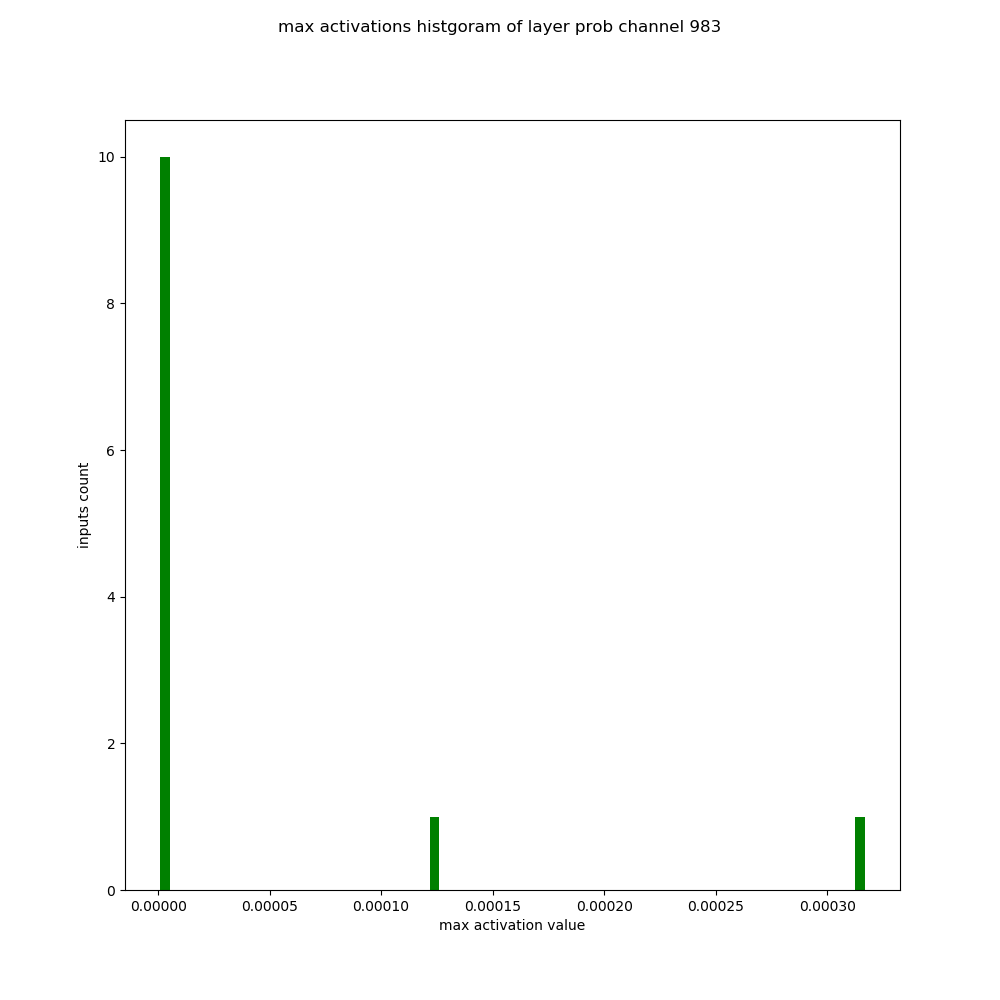 max activations histgoram of layer prob channel 983
10
8
6
4
2
0
inputs count
0.00000 0.00005 0.00010 0.00015 0.00020 0.00025 0.00030
max activation value